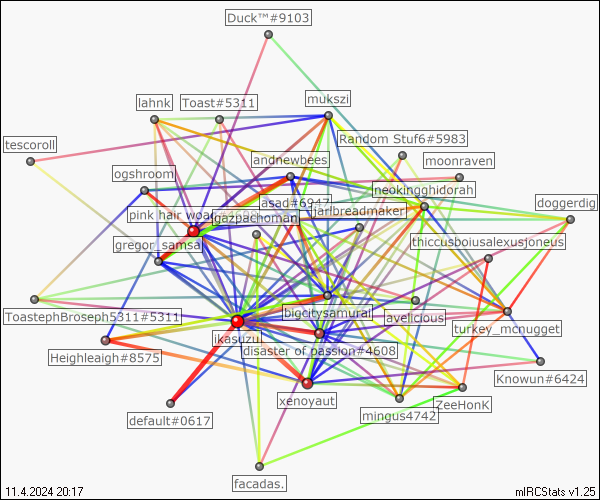 Duck™#9103
lahnk
Toast#5311
mukszi
Random Stuf6#5983
tescoroll
andnewbees
moonraven
ogshroom
neokingghidorah
asad#6947
doggerdig
pink hair
gazpachoman
jarlbreadmaker
gregor_samsa
thiccusboiusalexusjoneus
ToastephBroseph5311#5311
bigcitysamurai
avelicious
turkey_mcnugget
ikasuzu
disaster of passion#4608
Heighleaigh#8575
Knowun#6424
xenoyaut
ZeeHonK
default#0617
mingus4742
facadas.
11.4.2024 20:17
mIRCStats v1.25